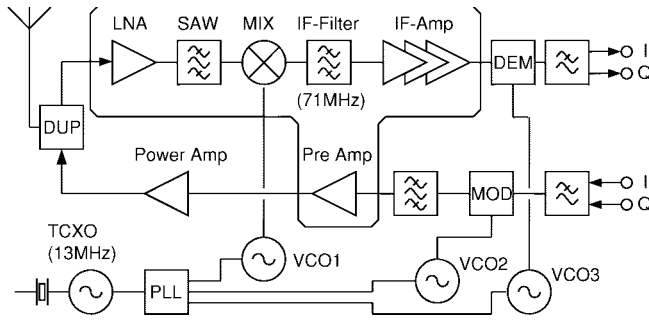 LNA SAW MIX IF-Filter IF-Amp
(71MHz)
DEM
I
Q
DUP
Power Amp Pre Amp
MOD
I
Q
TCXO
(13MHz)
PLL
VCO1
VCO2
VCO3